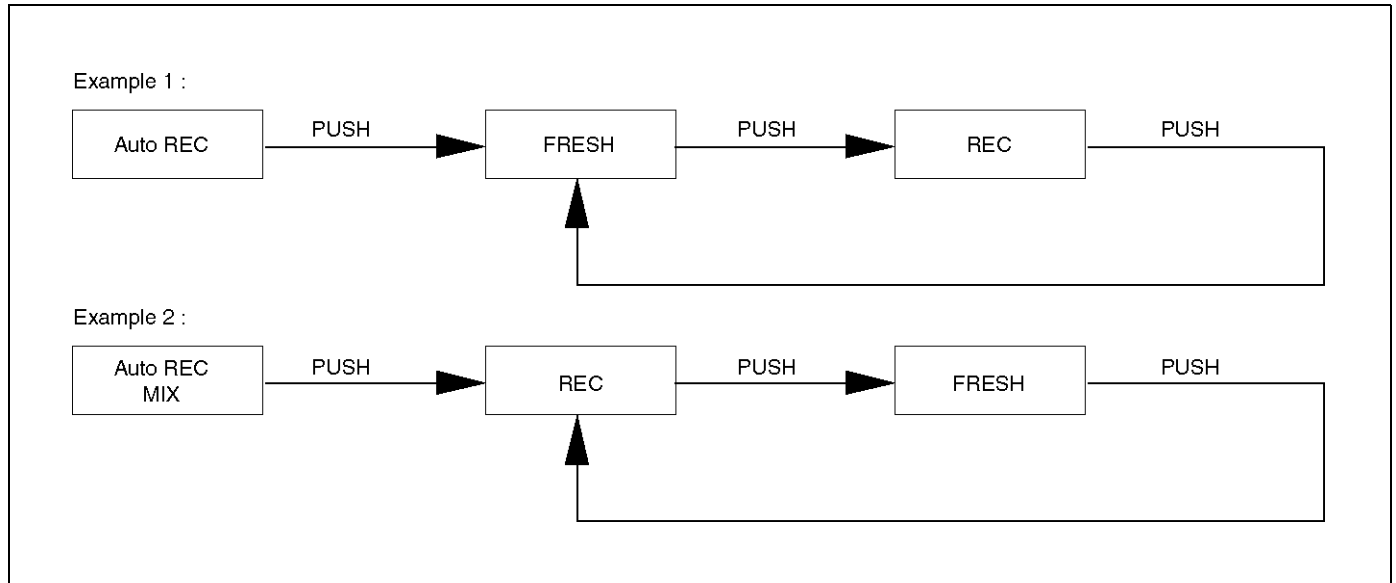 Example 1 :
Auto REC
PUSH
FRESH
PUSH
REC
PUSH
Example 2 :
Auto REC
MIX
PUSH
REC
PUSH
FRESH
PUSH